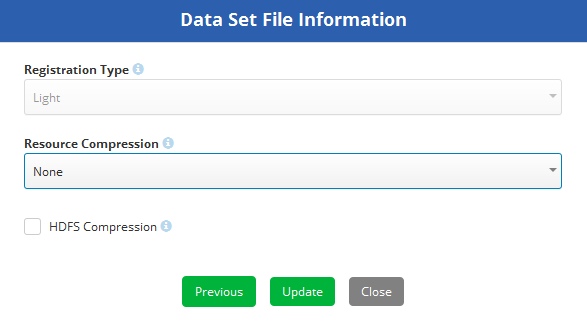 Data Set File Information
Registration Type
Light
Resource Compression
None
HDFS Compression
Previous Update Close